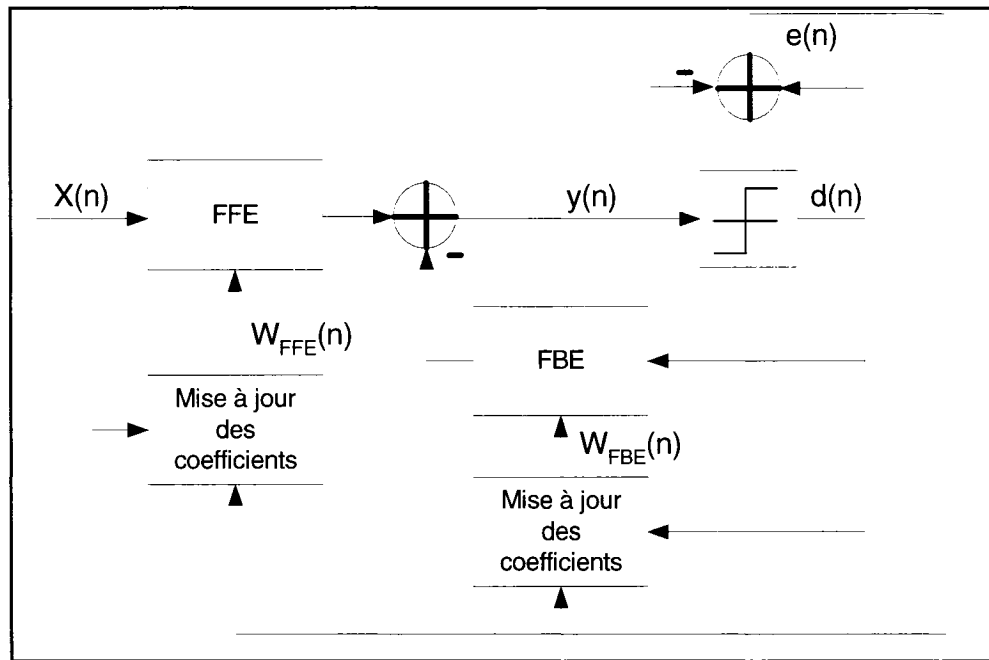 e(n)
-
X(n)
FFE
y(n)
d(n)
-
W_FFE(n)
FBE
Mise à jour
des
coefficients
W_FBE(n)
Mise à jour
des
coefficients